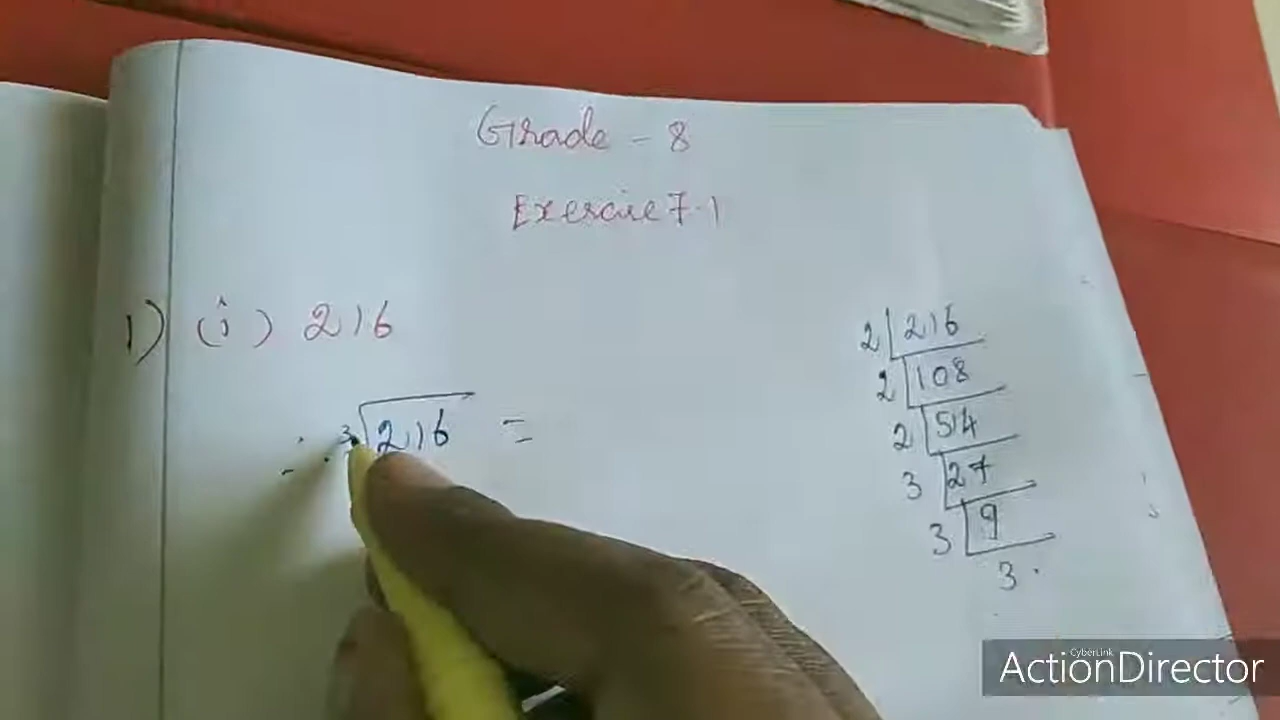 Grade - 8
Exercise 7.1
1) (i) 216
∴ ∛216 =
2 | 216
2 | 108
2 | 54
3 | 27
3 | 9
3.
CyberLink
ActionDirector